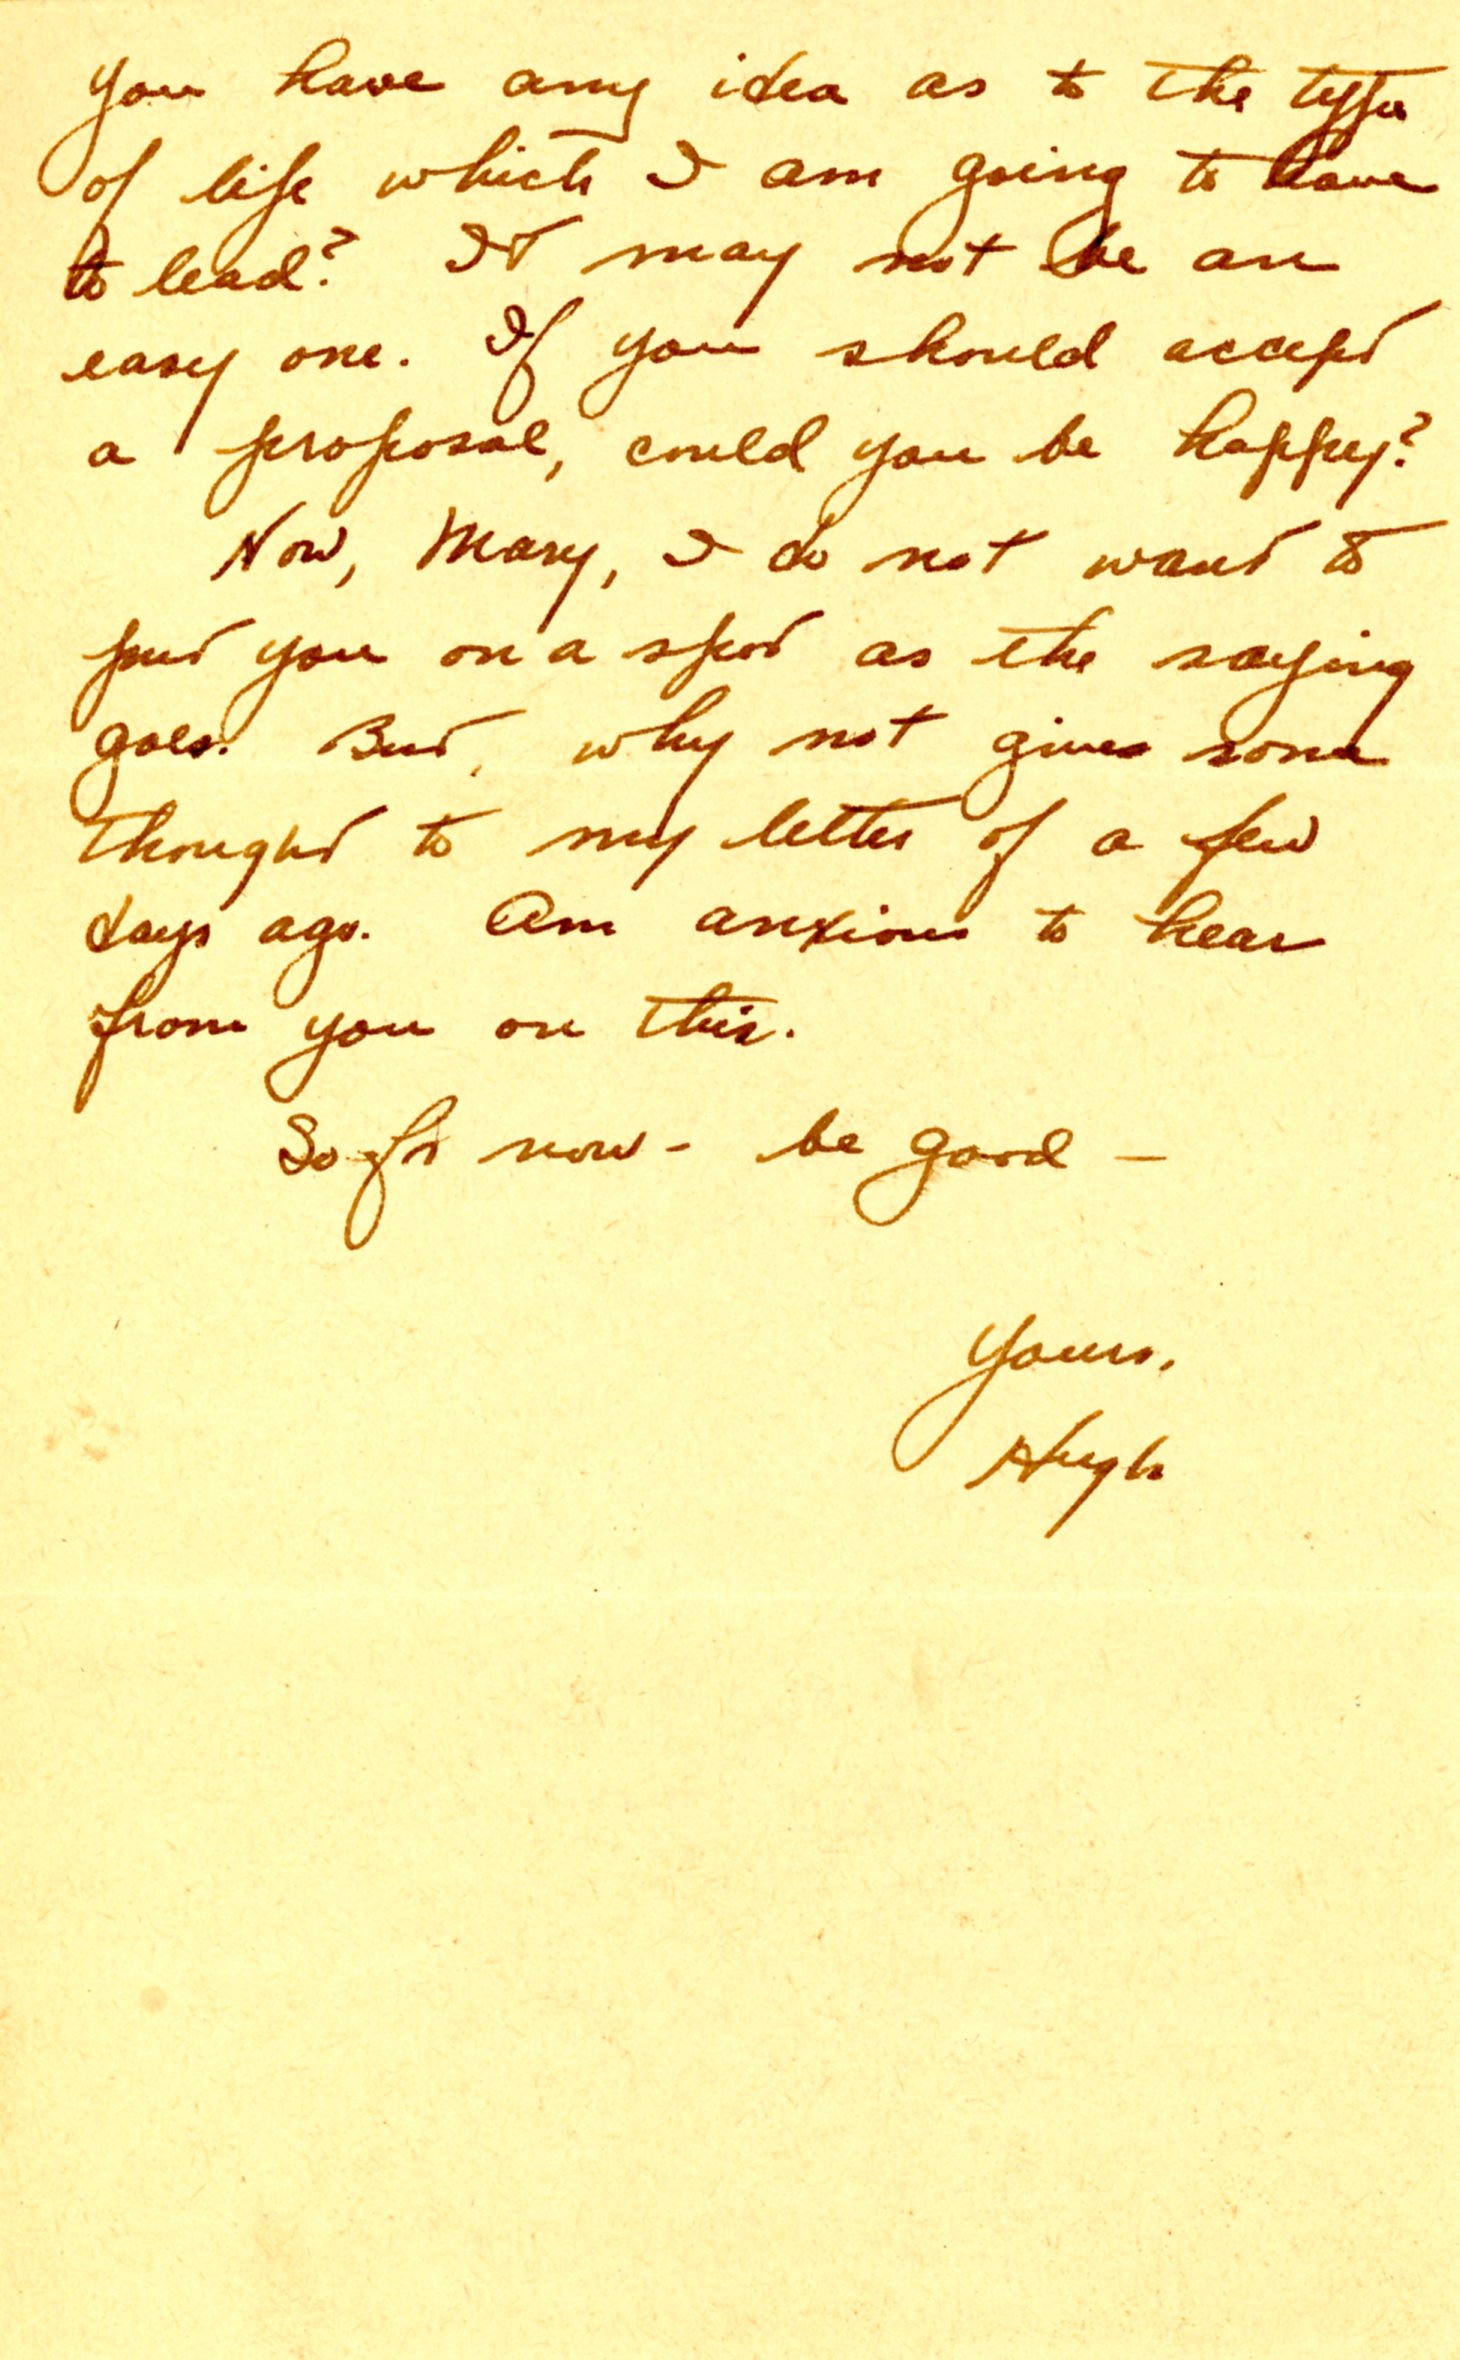 you have any idea as to the type
of life which I am going to have
to lead? It may not be an
easy one. If you should accept
a proposal, could you be happy?
Now, Mary, I do not want to
put you on a spot as the saying
goes. But, why not give some
thought to my letter of a few
days ago. Am anxious to hear
from you on this.
So for now - be good -
Yours,
Hugh